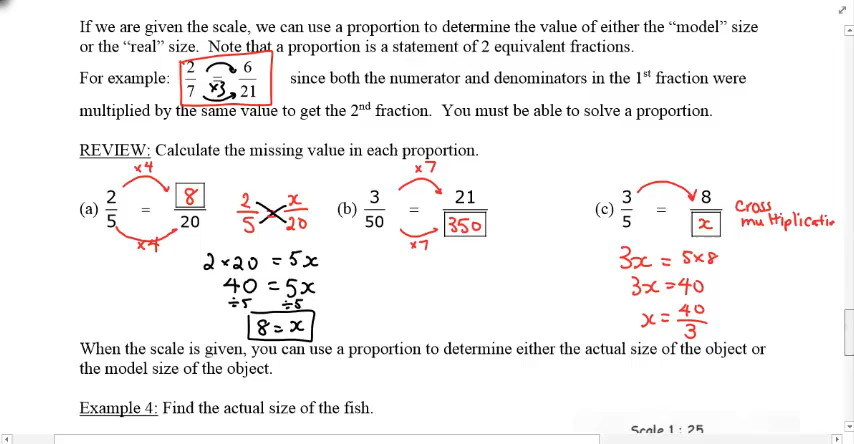 If we are given the scale, we can use a proportion to determine the value of either the “model” size
or the “real” size. Note that a proportion is a statement of 2 equivalent fractions.
For example: 2/7 = 6/21 ×3 since both the numerator and denominators in the 1st fraction were
multiplied by the same value to get the 2nd fraction. You must be able to solve a proportion.
REVIEW: Calculate the missing value in each proportion.
×4 ×7
(a) 2/5 = 8/20 2/5 x/20 (b) 3/50 = 21/350 (c) 3/5 = 8/x Cross
multiplicatio
×4 ×7
2 × 20 = 5x 3x = 5×8
40 = 5x 3x = 40
÷5 ÷5
8 = x x = 40/3
When the scale is given, you can use a proportion to determine either the actual size of the object or
the model size of the object.
Example 4: Find the actual size of the fish.
Scale 1 : 25